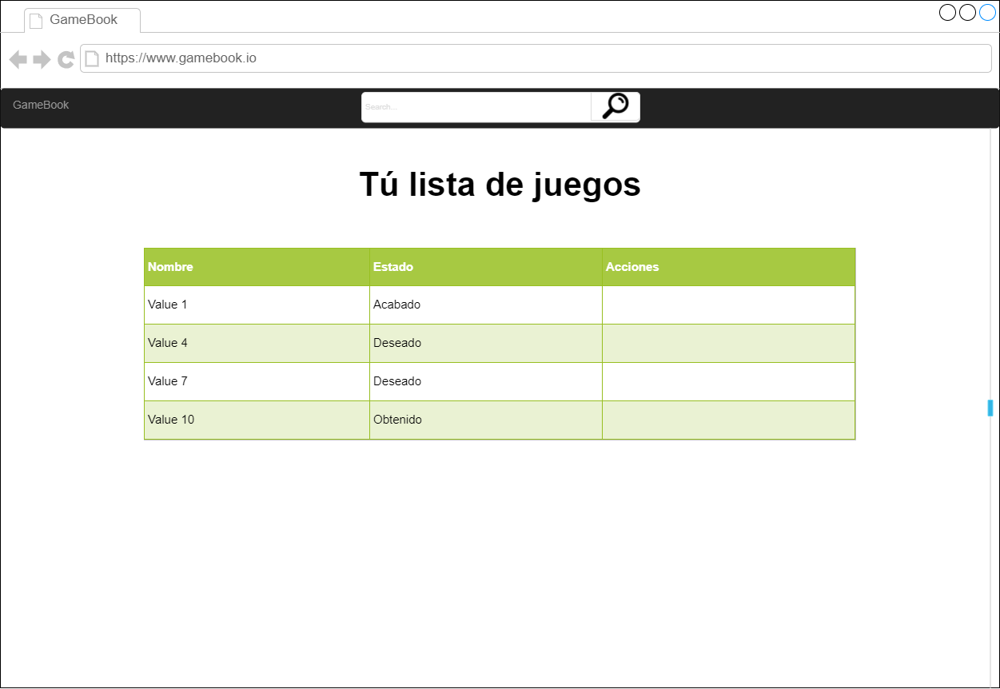 GameBook
https://www.gamebook.io
GameBook
Search...
Tú lista de juegos
Nombre Estado Acciones
Value 1 Acabado
Value 4 Deseado
Value 7 Deseado
Value 10 Obtenido